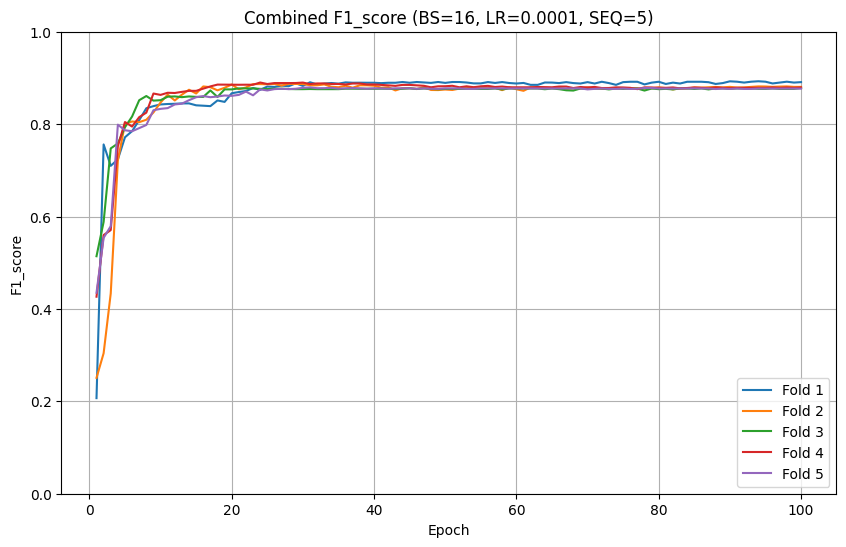 Combined F1_score (BS=16, LR=0.0001, SEQ=5)
1.0
0.8
0.6
0.4
0.2
0.0
F1_score
0 20 40 60 80 100
Epoch
Fold 1
Fold 2
Fold 3
Fold 4
Fold 5